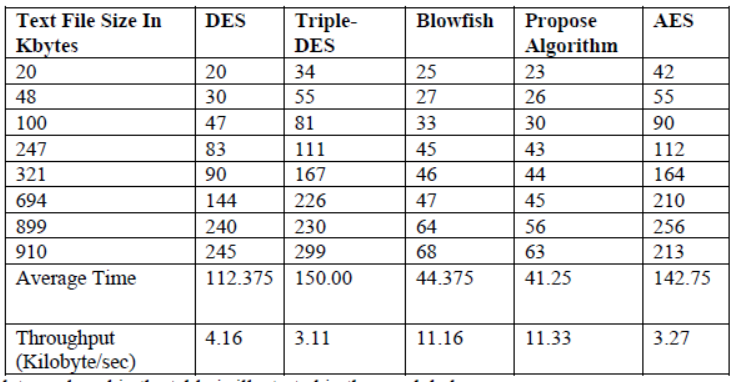 Text File Size In Kbytes DES Triple-DES Blowfish Propose Algorithm AES
20 20 34 25 23 42
48 30 55 27 26 55
100 47 81 33 30 90
247 83 111 45 43 112
321 90 167 46 44 164
694 144 226 47 45 210
899 240 230 64 56 256
910 245 299 68 63 213
Average Time 112.375 150.00 44.375 41.25 142.75
Throughput (Kilobyte/sec) 4.16 3.11 11.16 11.33 3.27